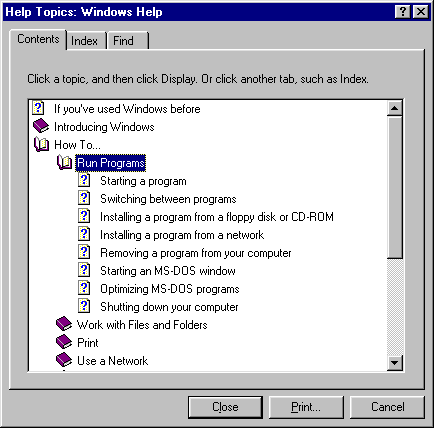 Help Topics: Windows Help
Contents Index Find
Click a topic, and then click Display. Or click another tab, such as Index.
If you've used Windows before
Introducing Windows
How To...
Run Programs
Starting a program
Switching between programs
Installing a program from a floppy disk or CD-ROM
Installing a program from a network
Removing a program from your computer
Starting an MS-DOS window
Optimizing MS-DOS programs
Shutting down your computer
Work with Files and Folders
Print
Use a Network
Close Print... Cancel